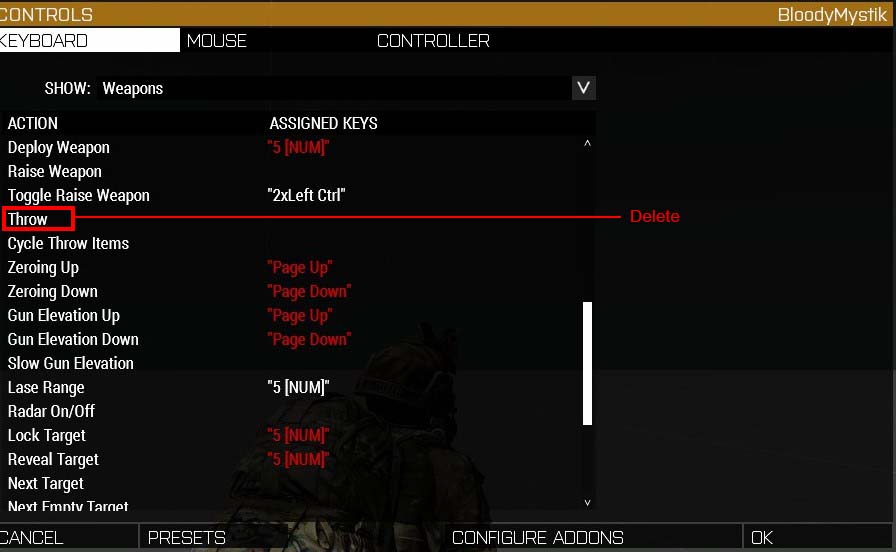 CONTROLS BloodyMystik
KEYBOARD MOUSE CONTROLLER
SHOW: Weapons V
ACTION ASSIGNED KEYS
Deploy Weapon "5 [NUM]"
Raise Weapon
Toggle Raise Weapon "2xLeft Ctrl"
Throw Delete
Cycle Throw Items
Zeroing Up "Page Up"
Zeroing Down "Page Down"
Gun Elevation Up "Page Up"
Gun Elevation Down "Page Down"
Slow Gun Elevation
Lase Range "5 [NUM]"
Radar On/Off
Lock Target "5 [NUM]"
Reveal Target "5 [NUM]"
Next Target
Next Empty Target
CANCEL PRESETS CONFIGURE ADDONS OK